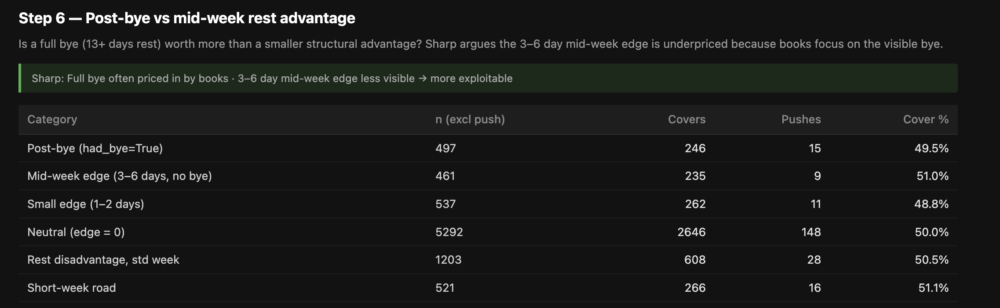 Step 6 — Post-bye vs mid-week rest advantage
Is a full bye (13+ days rest) worth more than a smaller structural advantage? Sharp argues the 3–6 day mid-week edge is underpriced because books focus on the visible bye.
Sharp: Full bye often priced in by books · 3–6 day mid-week edge less visible → more exploitable
Category n (excl push) Covers Pushes Cover %
Post-bye (had_bye=True) 497 246 15 49.5%
Mid-week edge (3–6 days, no bye) 461 235 9 51.0%
Small edge (1–2 days) 537 262 11 48.8%
Neutral (edge = 0) 5292 2646 148 50.0%
Rest disadvantage, std week 1203 608 28 50.5%
Short-week road 521 266 16 51.1%